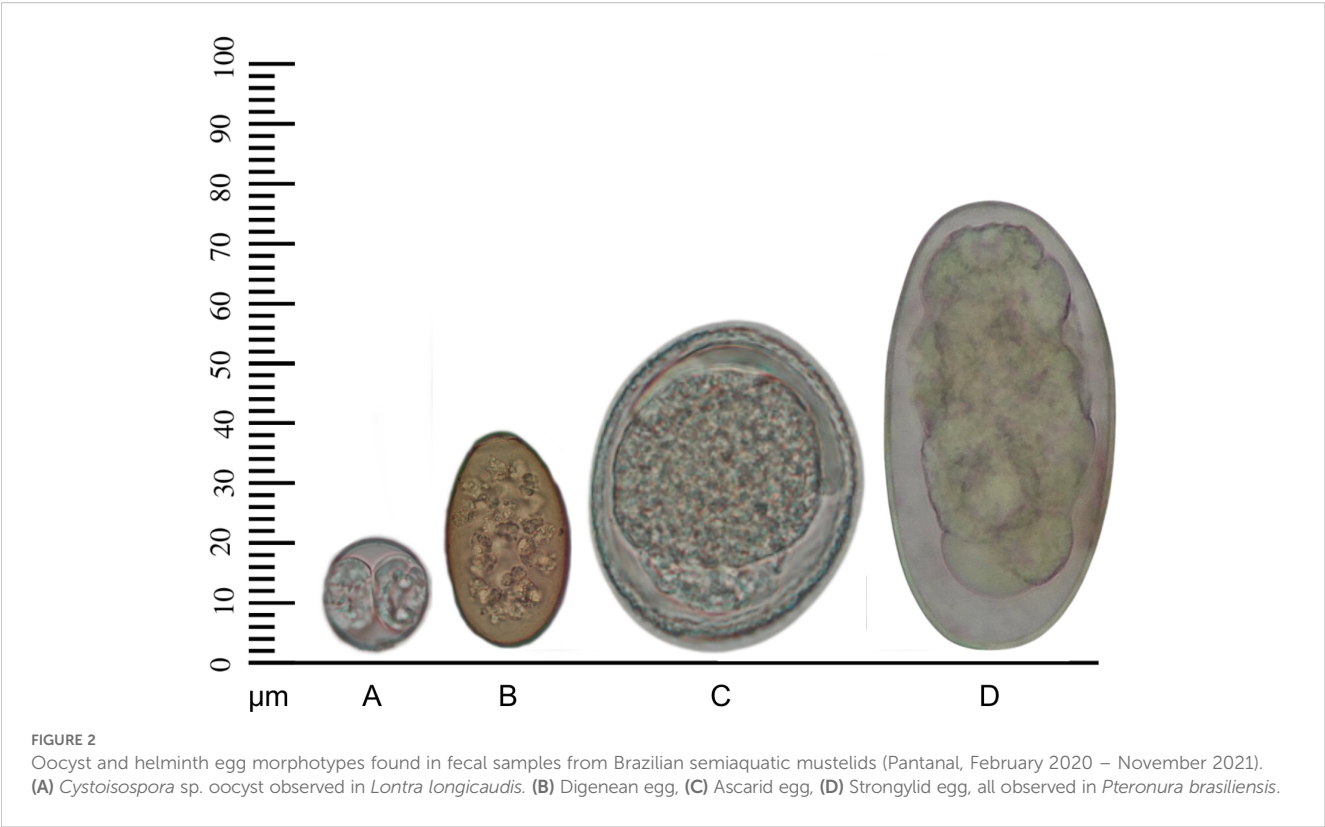 100
90
80
70
60
50
40
30
20
10
0
µm A B C D
FIGURE 2
Oocyst and helminth egg morphotypes found in fecal samples from Brazilian semiaquatic mustelids (Pantanal, February 2020 – November 2021).
(A) Cystoisospora sp. oocyst observed in Lontra longicaudis. (B) Digenean egg, (C) Ascarid egg, (D) Strongylid egg, all observed in Pteronura brasiliensis.